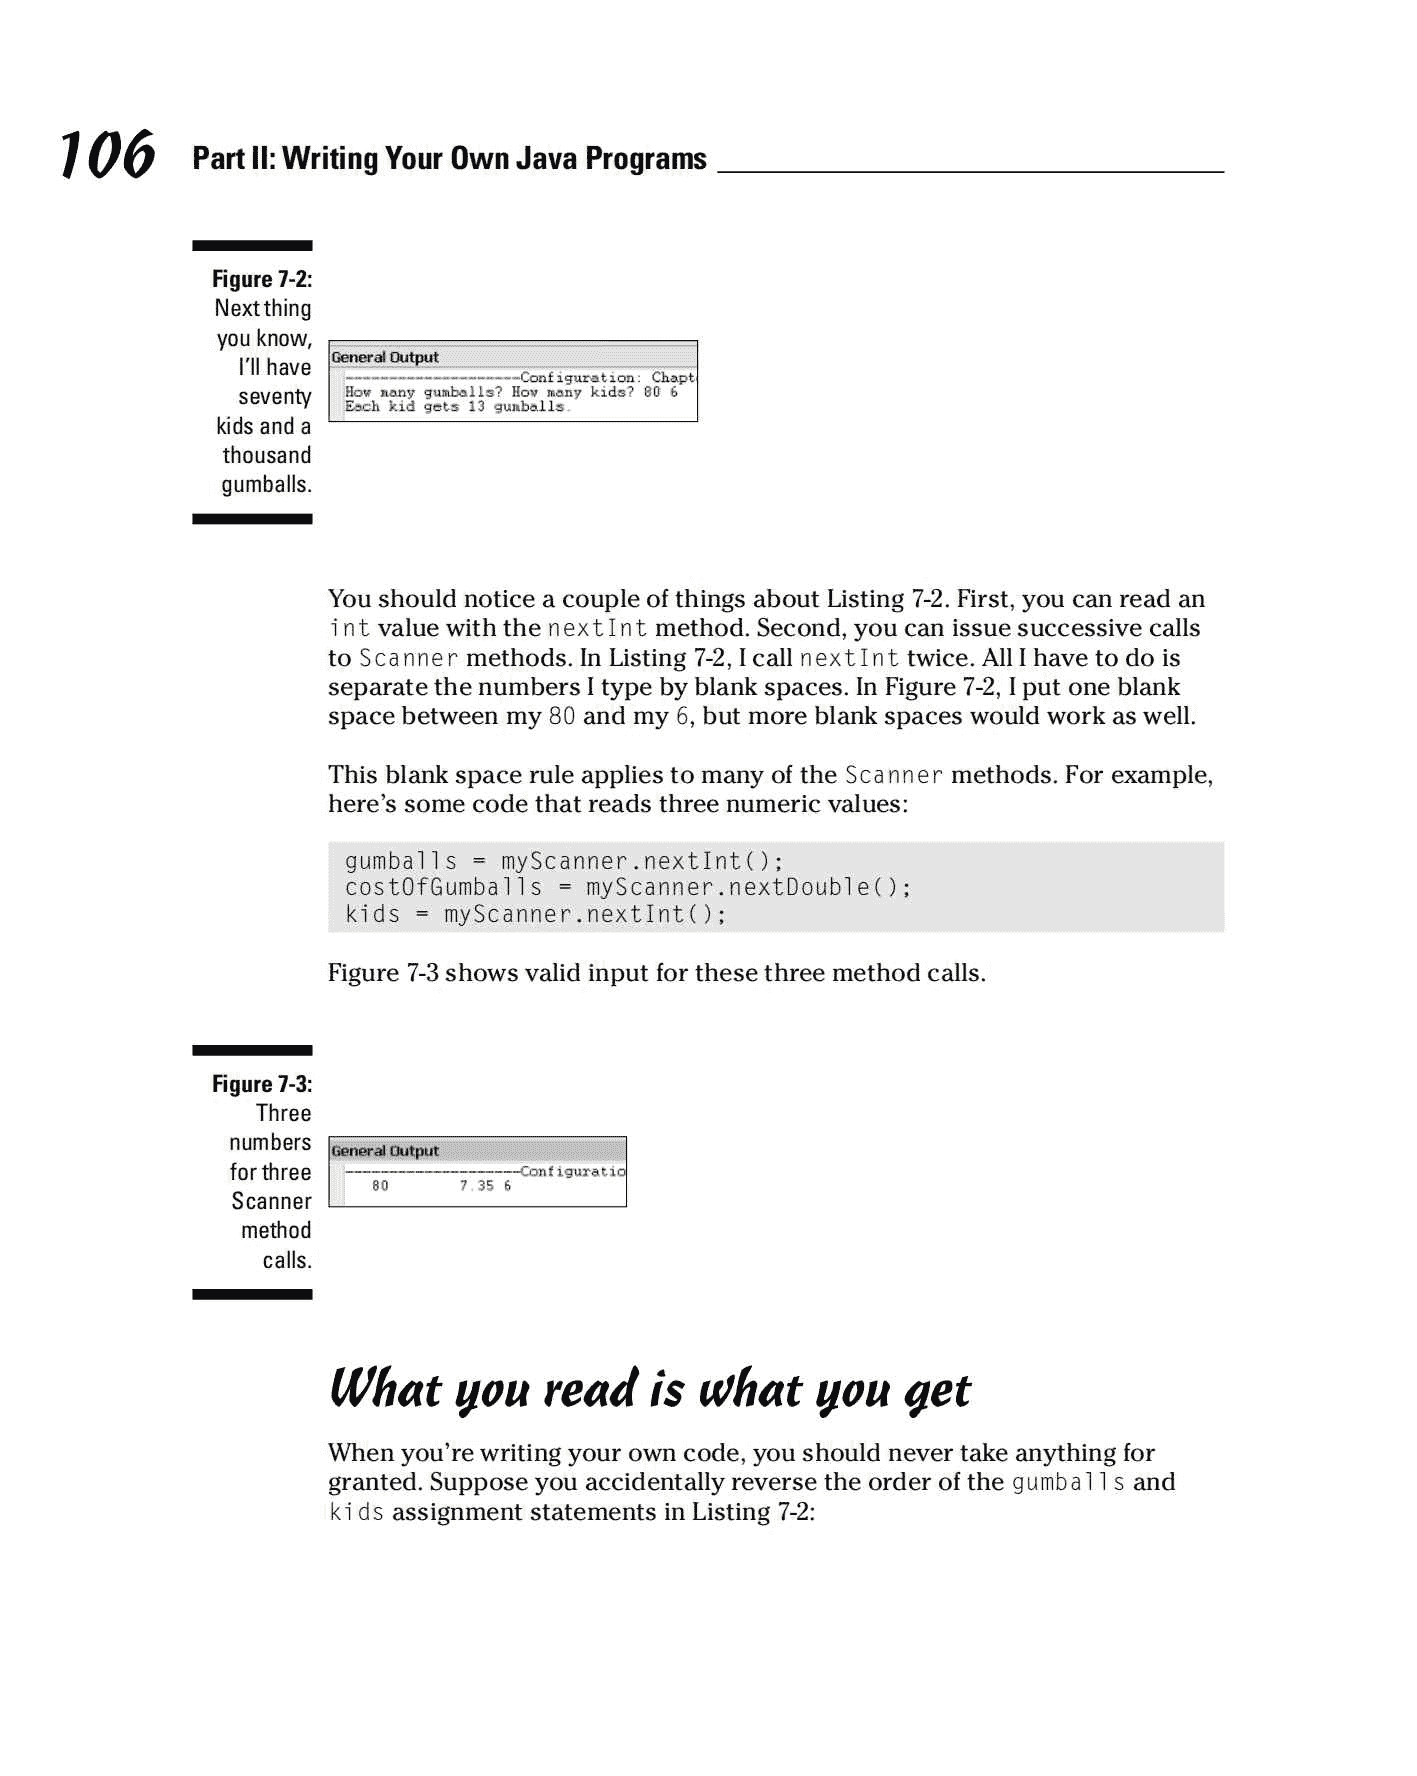 106 Part II: Writing Your Own Java Programs
Figure 7-2:
Next thing
you know,
I'll have
seventy
kids and a
thousand
gumballs.
General Output
--------------------Configuration: Chapt
How many gumballs? How many kids? 80 6
Each kid gets 13 gumballs.
You should notice a couple of things about Listing 7-2. First, you can read an
int value with the nextInt method. Second, you can issue successive calls
to Scanner methods. In Listing 7-2, I call nextInt twice. All I have to do is
separate the numbers I type by blank spaces. In Figure 7-2, I put one blank
space between my 80 and my 6, but more blank spaces would work as well.
This blank space rule applies to many of the Scanner methods. For example,
here's some code that reads three numeric values:
gumballs = myScanner.nextInt();
costOfGumballs = myScanner.nextDouble();
kids = myScanner.nextInt();
Figure 7-3 shows valid input for these three method calls.
Figure 7-3:
Three
numbers
for three
Scanner
method
calls.
General Output
--------------------Configuratio
80 7.35 6
What you read is what you get
When you're writing your own code, you should never take anything for
granted. Suppose you accidentally reverse the order of the gumballs and
kids assignment statements in Listing 7-2: